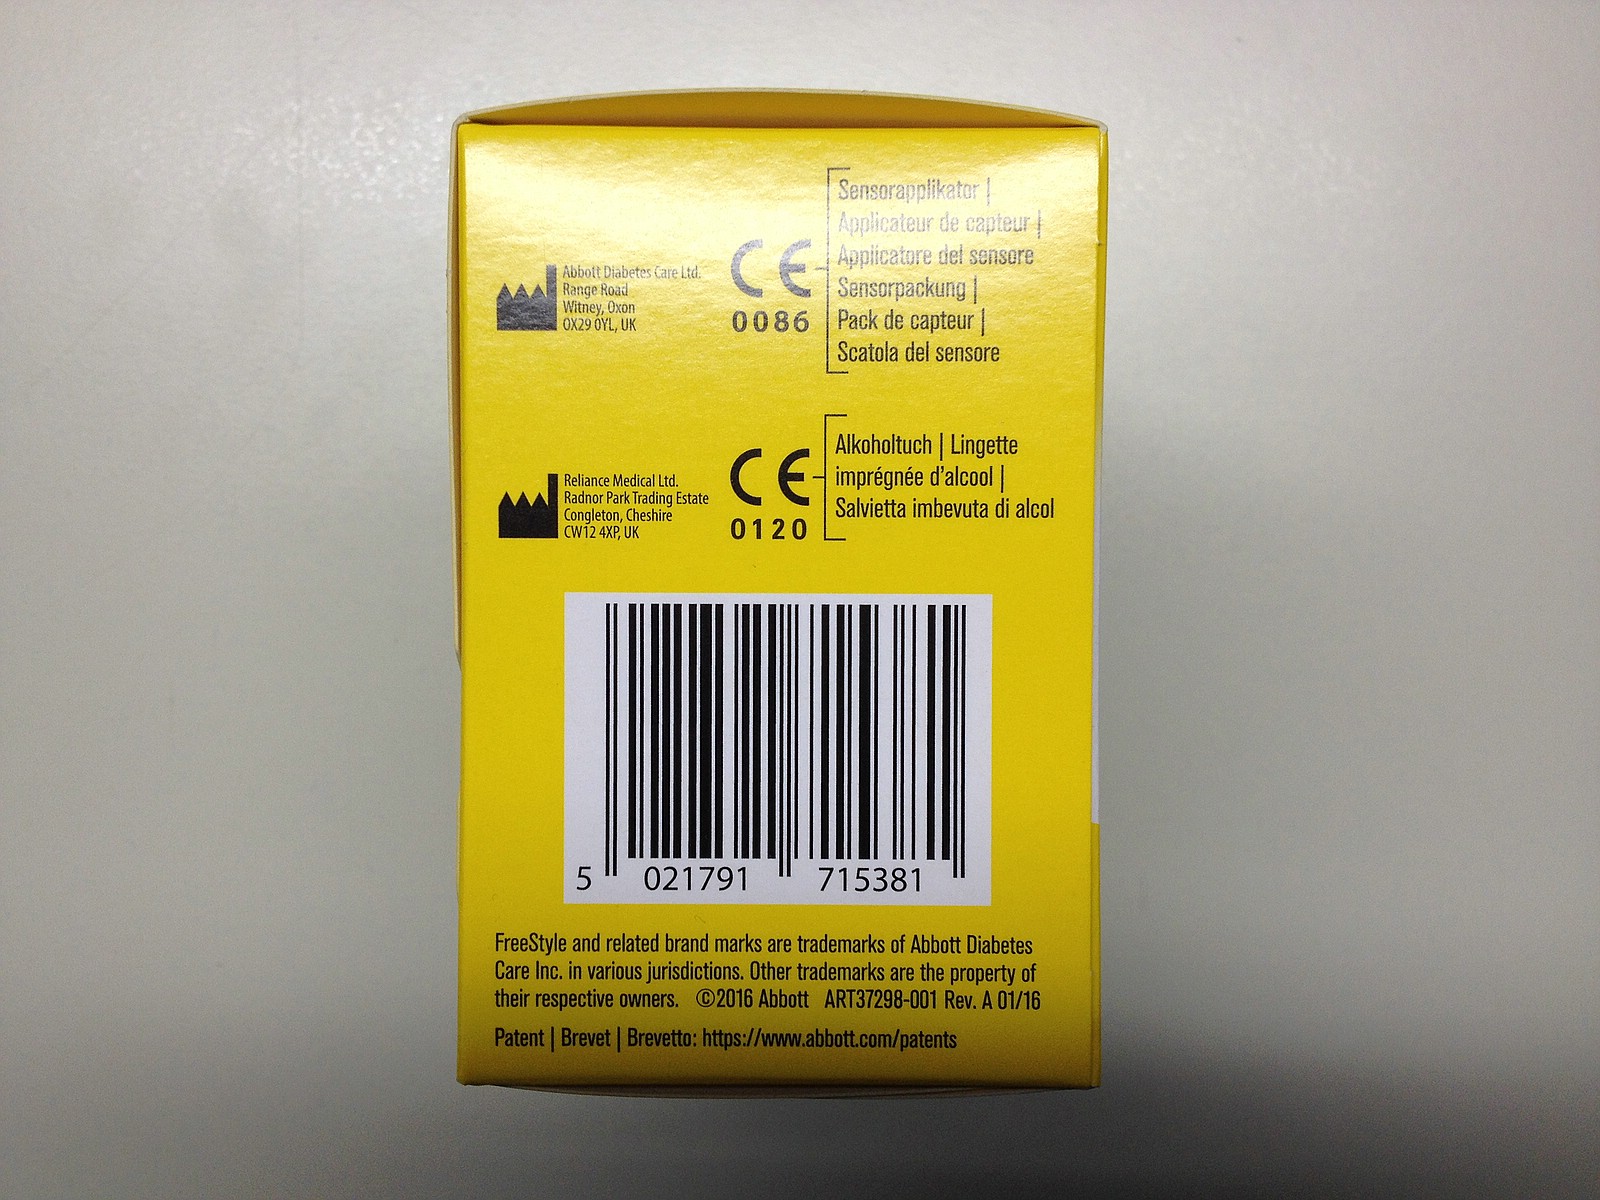 Sensorapplikator |
Applicateur de capteur |
Applicatore del sensore
Sensorpackung |
Pack de capteur |
Scatola del sensore
Abbott Diabetes Care Ltd.
Range Road
Witney, Oxon
OX29 0YL, UK
CE
0086
Alkoholtuch | Lingette
imprégnée d'alcool |
Salvietta imbevuta di alcol
Reliance Medical Ltd.
Radnor Park Trading Estate
Congleton, Cheshire
CW12 4XP, UK
CE
0120
5 021791 715381
FreeStyle and related brand marks are trademarks of Abbott Diabetes
Care Inc. in various jurisdictions. Other trademarks are the property of
their respective owners. ©2016 Abbott ART37298-001 Rev. A 01/16
Patent | Brevet | Brevetto: https://www.abbott.com/patents